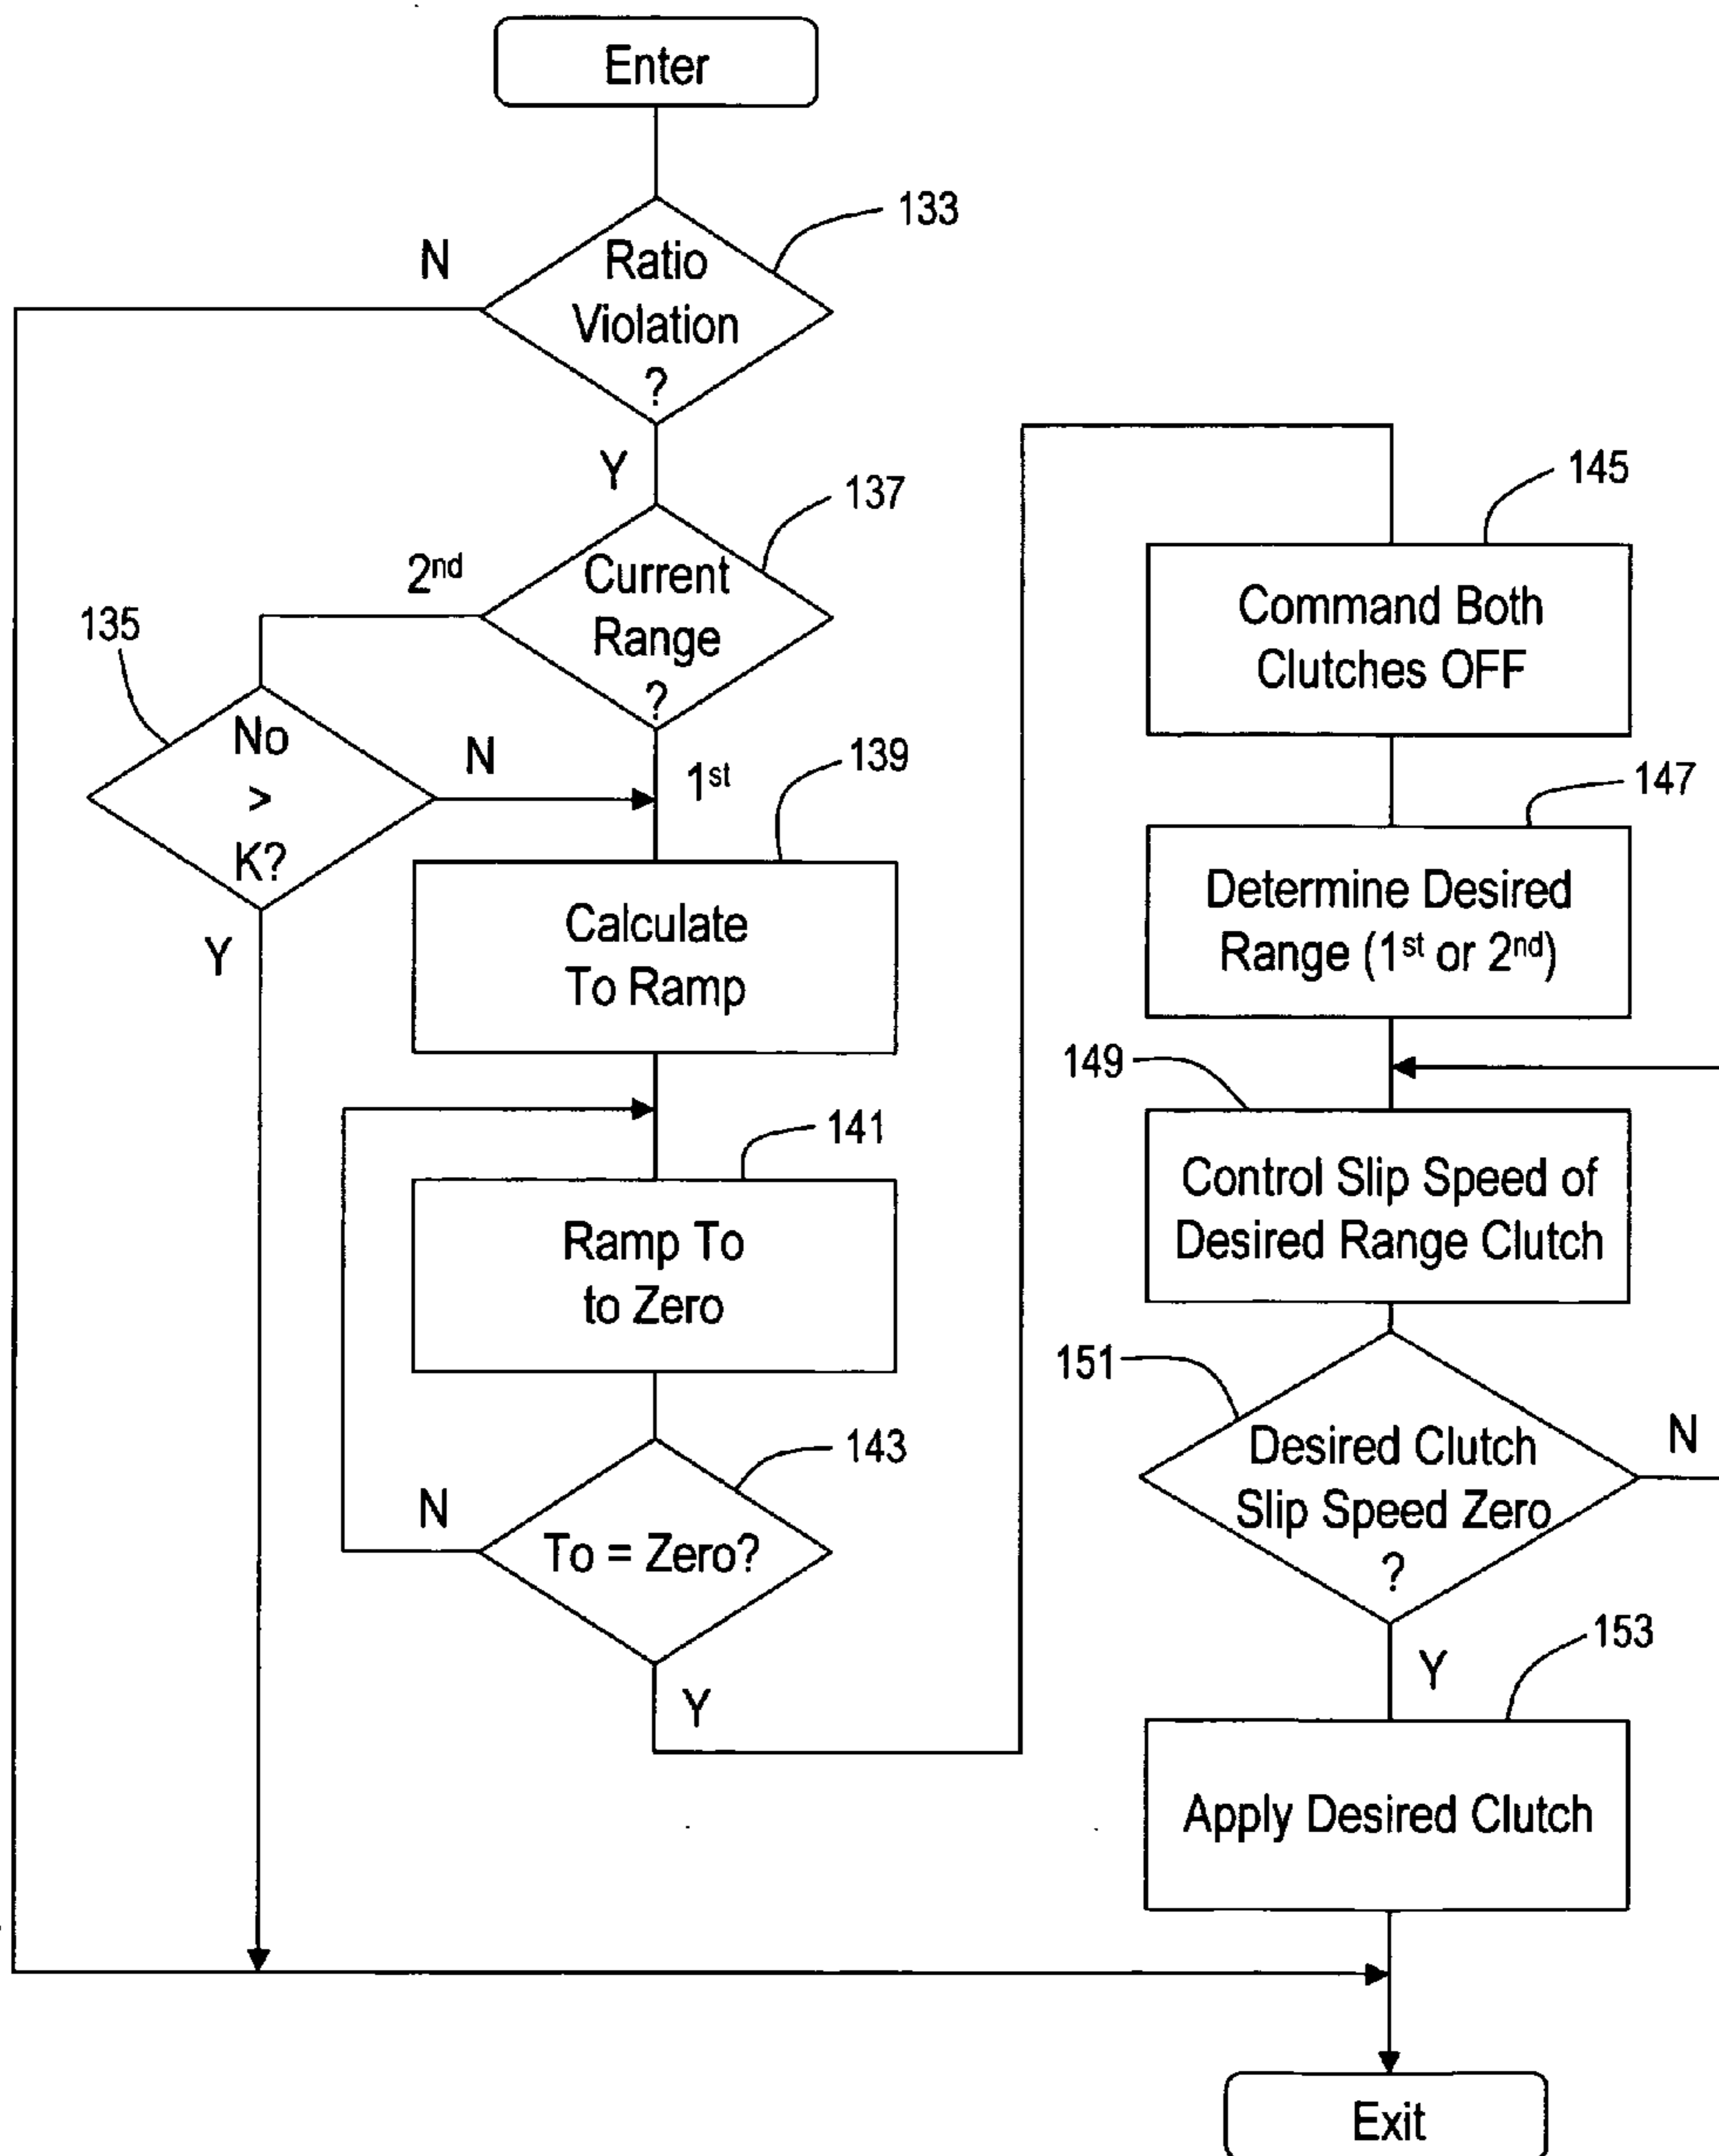 Enter
133
N
Ratio
Violation
?
Y
137
2nd
Current
Range
?
135
No
>
K?
N
1st
139
Y
Calculate
To Ramp
141
Ramp To
to Zero
143
N
To = Zero?
Y
145
Command Both
Clutches OFF
147
Determine Desired
Range (1st or 2nd)
149
Control Slip Speed of
Desired Range Clutch
151
Desired Clutch
Slip Speed Zero
?
N
Y
153
Apply Desired Clutch
Exit